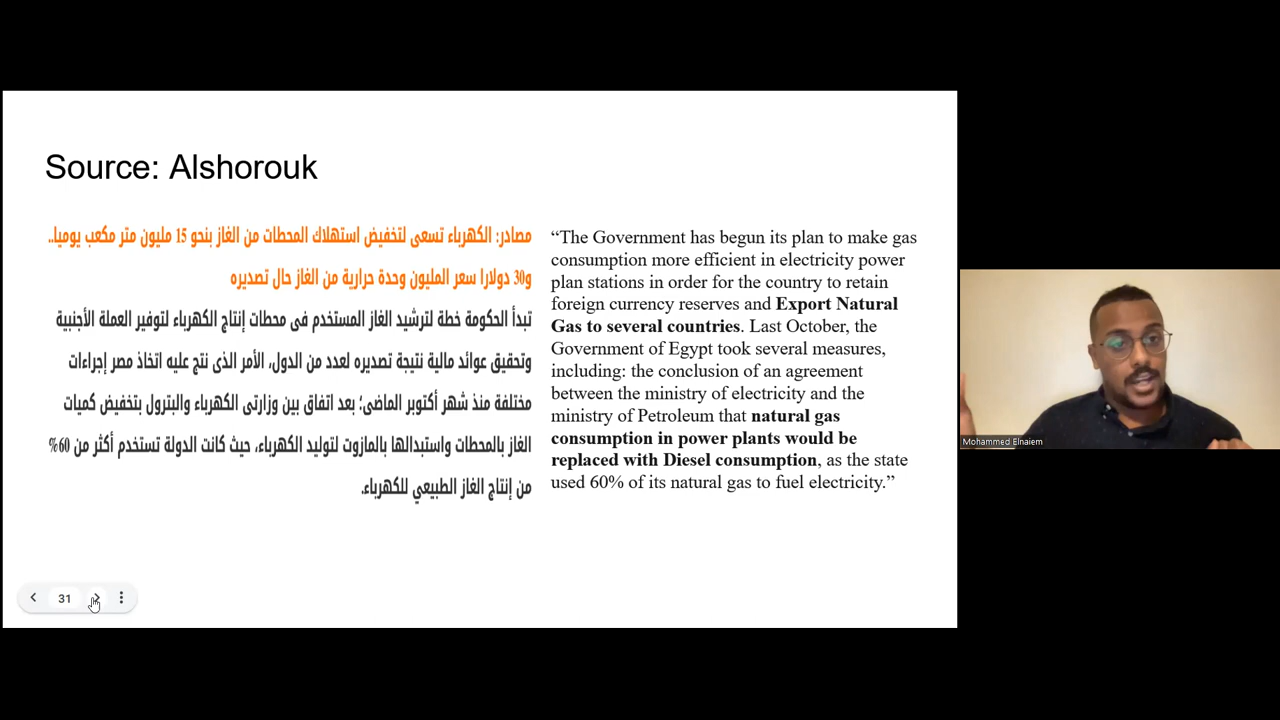 Source: Alshorouk
مصادر: الكهرباء تسعى لتخفيض استهلاك المحطات من الغاز بنحو 15 مليون متر مكعب يوميا..
و30 دولارا سعر المليون وحدة حرارية من الغاز حال تصديره
تبدأ الحكومة خطة لترشيد الغاز المستخدم فى محطات إنتاج الكهرباء لتوفير العملة الأجنبية
وتحقيق عوائد مالية نتيجة تصديره لعدد من الدول، الأمر الذى نتج عليه اتخاذ مصر إجراءات
مختلفة منذ شهر أكتوبر الماضى؛ بعد اتفاق بين وزارتى الكهرباء والبترول بتخفيض كميات
الغاز بالمحطات واستبدالها بالمازوت لتوليد الكهرباء، حيث كانت الدولة تستخدم أكثر من 60%
من إنتاج الغاز الطبيعي للكهرباء.
“The Government has begun its plan to make gas
consumption more efficient in electricity power
plan stations in order for the country to retain
foreign currency reserves and Export Natural
Gas to several countries. Last October, the
Government of Egypt took several measures,
including: the conclusion of an agreement
between the ministry of electricity and the
ministry of Petroleum that natural gas
consumption in power plants would be
replaced with Diesel consumption, as the state
used 60% of its natural gas to fuel electricity.”
31
Mohammed Elnaiem